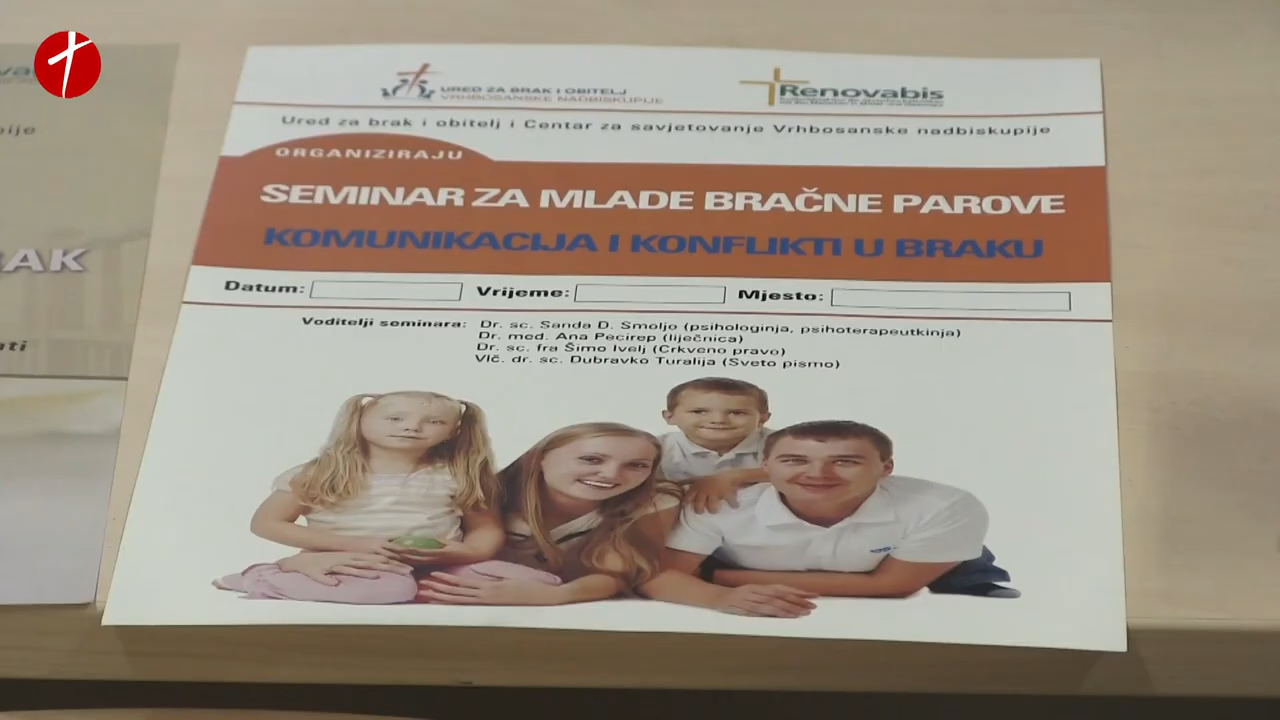 URED ZA BRAK I OBITELJ
VRHBOSANSKE NADBISKUPIJE
Renovabis
Ured za brak i obitelj i Centar za savjetovanje Vrhbosanske nadbiskupije
ORGANIZIRAJU
SEMINAR ZA MLADE BRAČNE PAROVE
KOMUNIKACIJA I KONFLIKTI U BRAKU
Datum: Vrijeme: Mjesto:
Voditelji seminara: Dr. sc. Sanda D. Smoljo (psihologinja, psihoterapeutkinja)
Dr. med. Ana Pecirep (liječnica)
Dr. sc. fra Šimo Ivelj (Crkveno pravo)
Vlč. dr. sc. Dubravko Turalija (Sveto pismo)